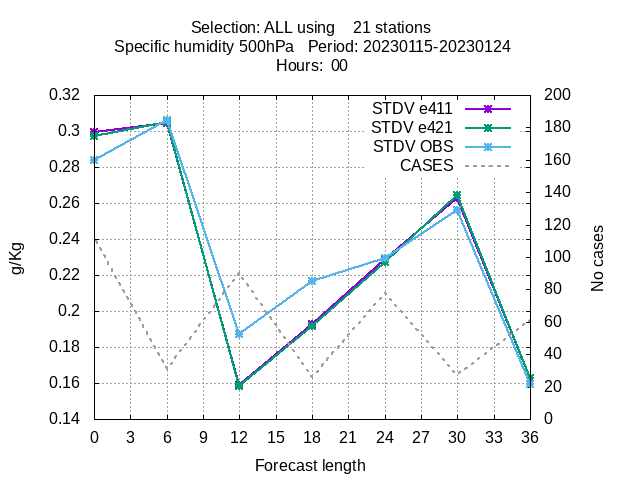 Selection: ALL using    21 stations
Specific humidity 500hPa   Period: 20230115-20230124
Hours:  00
STDV e411
STDV e421
STDV OBS
CASES
0.32
0.3
0.28
0.26
0.24
0.22
0.2
0.18
0.16
0.14
g/Kg
200
180
160
140
120
100
80
60
40
20
0
No cases
0 3 6 9 12 15 18 21 24 27 30 33 36
Forecast length